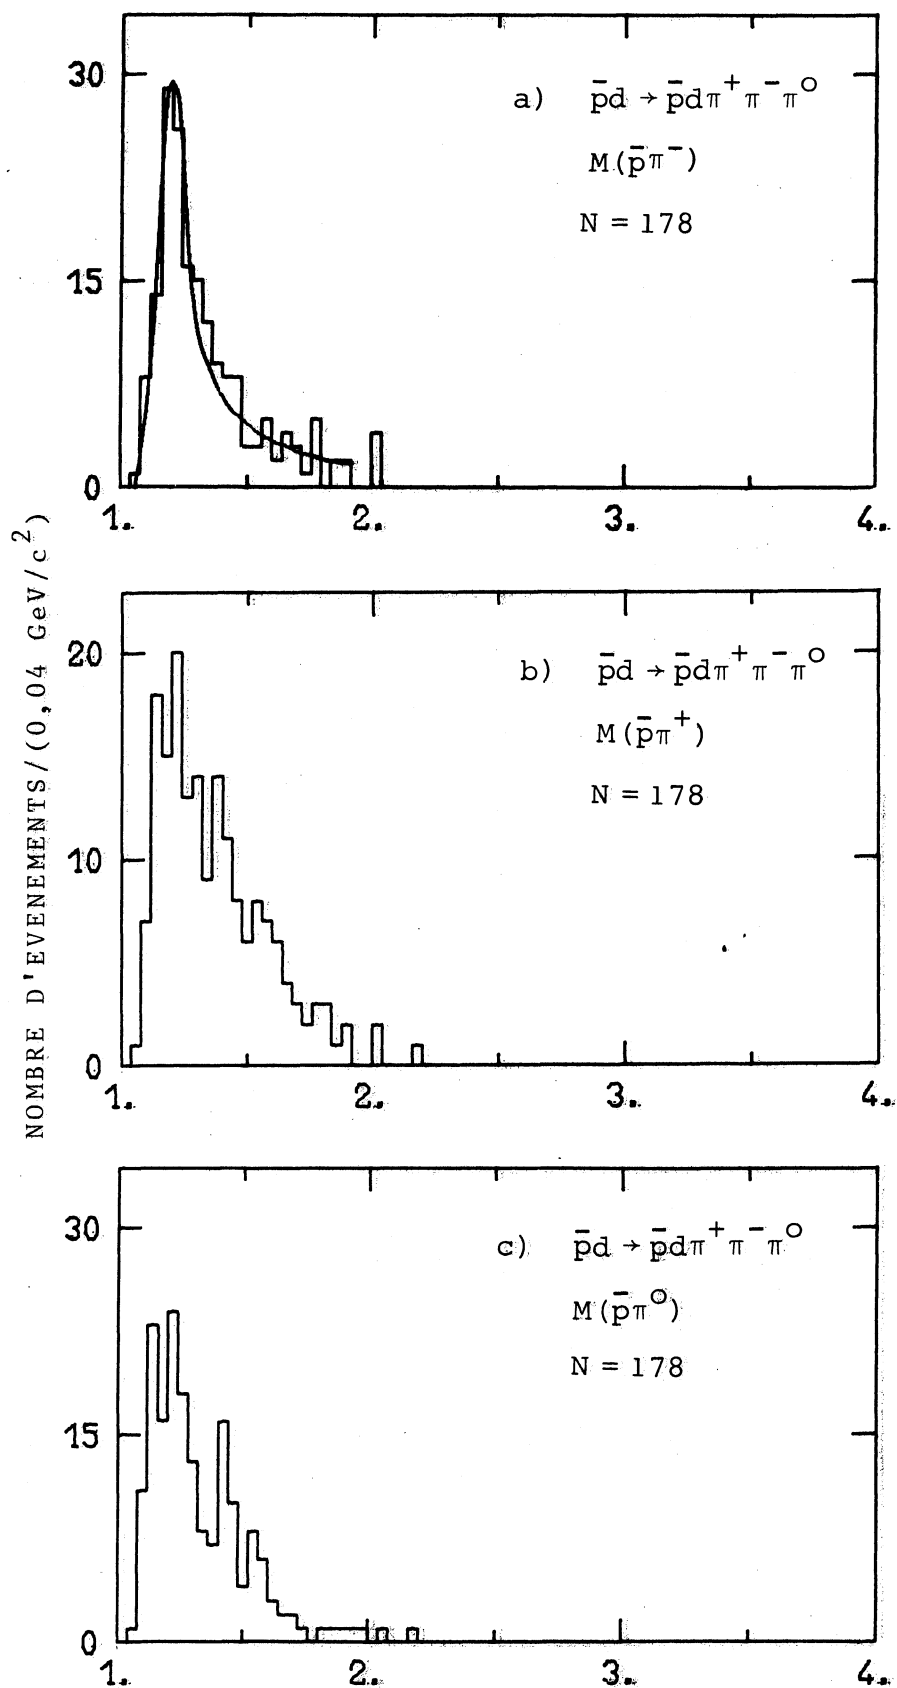 NOMBRE D'EVENEMENTS/(0,04 GeV/c²)
30
15
0
a) p̄d → p̄dπ⁺π⁻π⁰
M(p̄π⁻)
N = 178
1. 2. 3. 4.
20
10
0
b) p̄d → p̄dπ⁺π⁻π⁰
M(p̄π⁺)
N = 178
1. 2. 3. 4.
30
15
0
c) p̄d → p̄dπ⁺π⁻π⁰
M(p̄π⁰)
N = 178
1. 2. 3. 4.